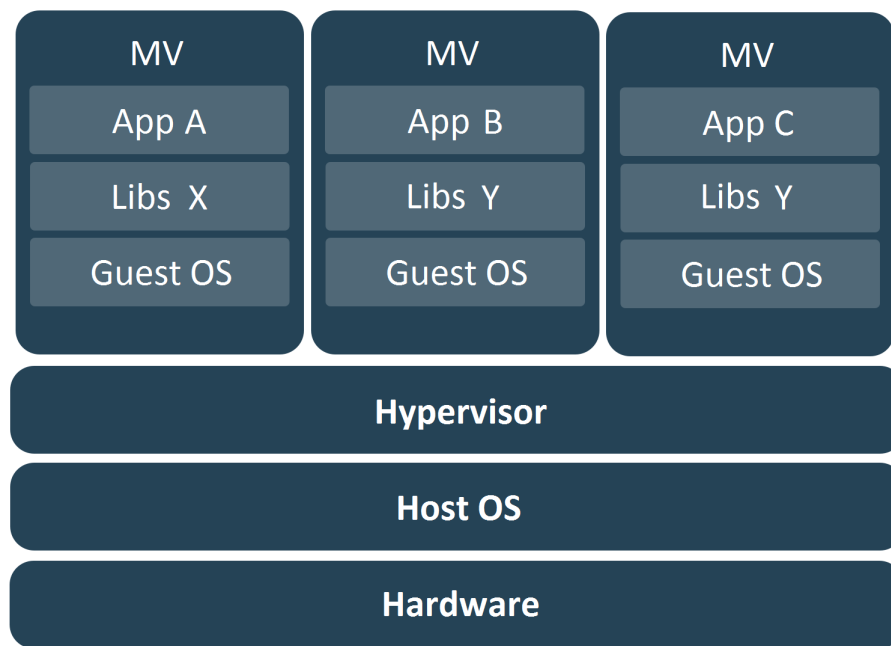 MV
App A
Libs X
Guest OS
MV
App B
Libs Y
Guest OS
MV
App C
Libs Y
Guest OS
Hypervisor
Host OS
Hardware